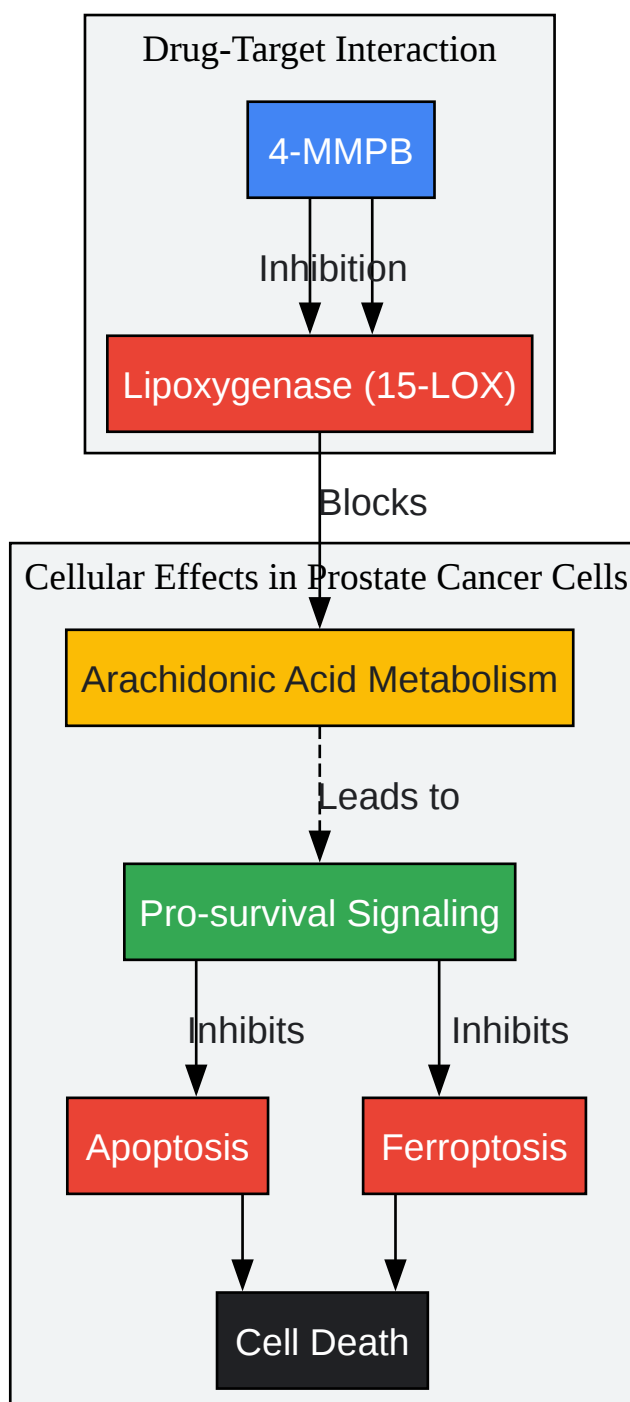 Drug-Target Interaction
4-MMPB
Inhibition
Lipoxygenase (15-LOX)
Blocks
Cellular Effects in Prostate Cancer Cells
Arachidonic Acid Metabolism
Leads to
Pro-survival Signaling
Inhibits
Inhibits
Apoptosis
Ferroptosis
Cell Death